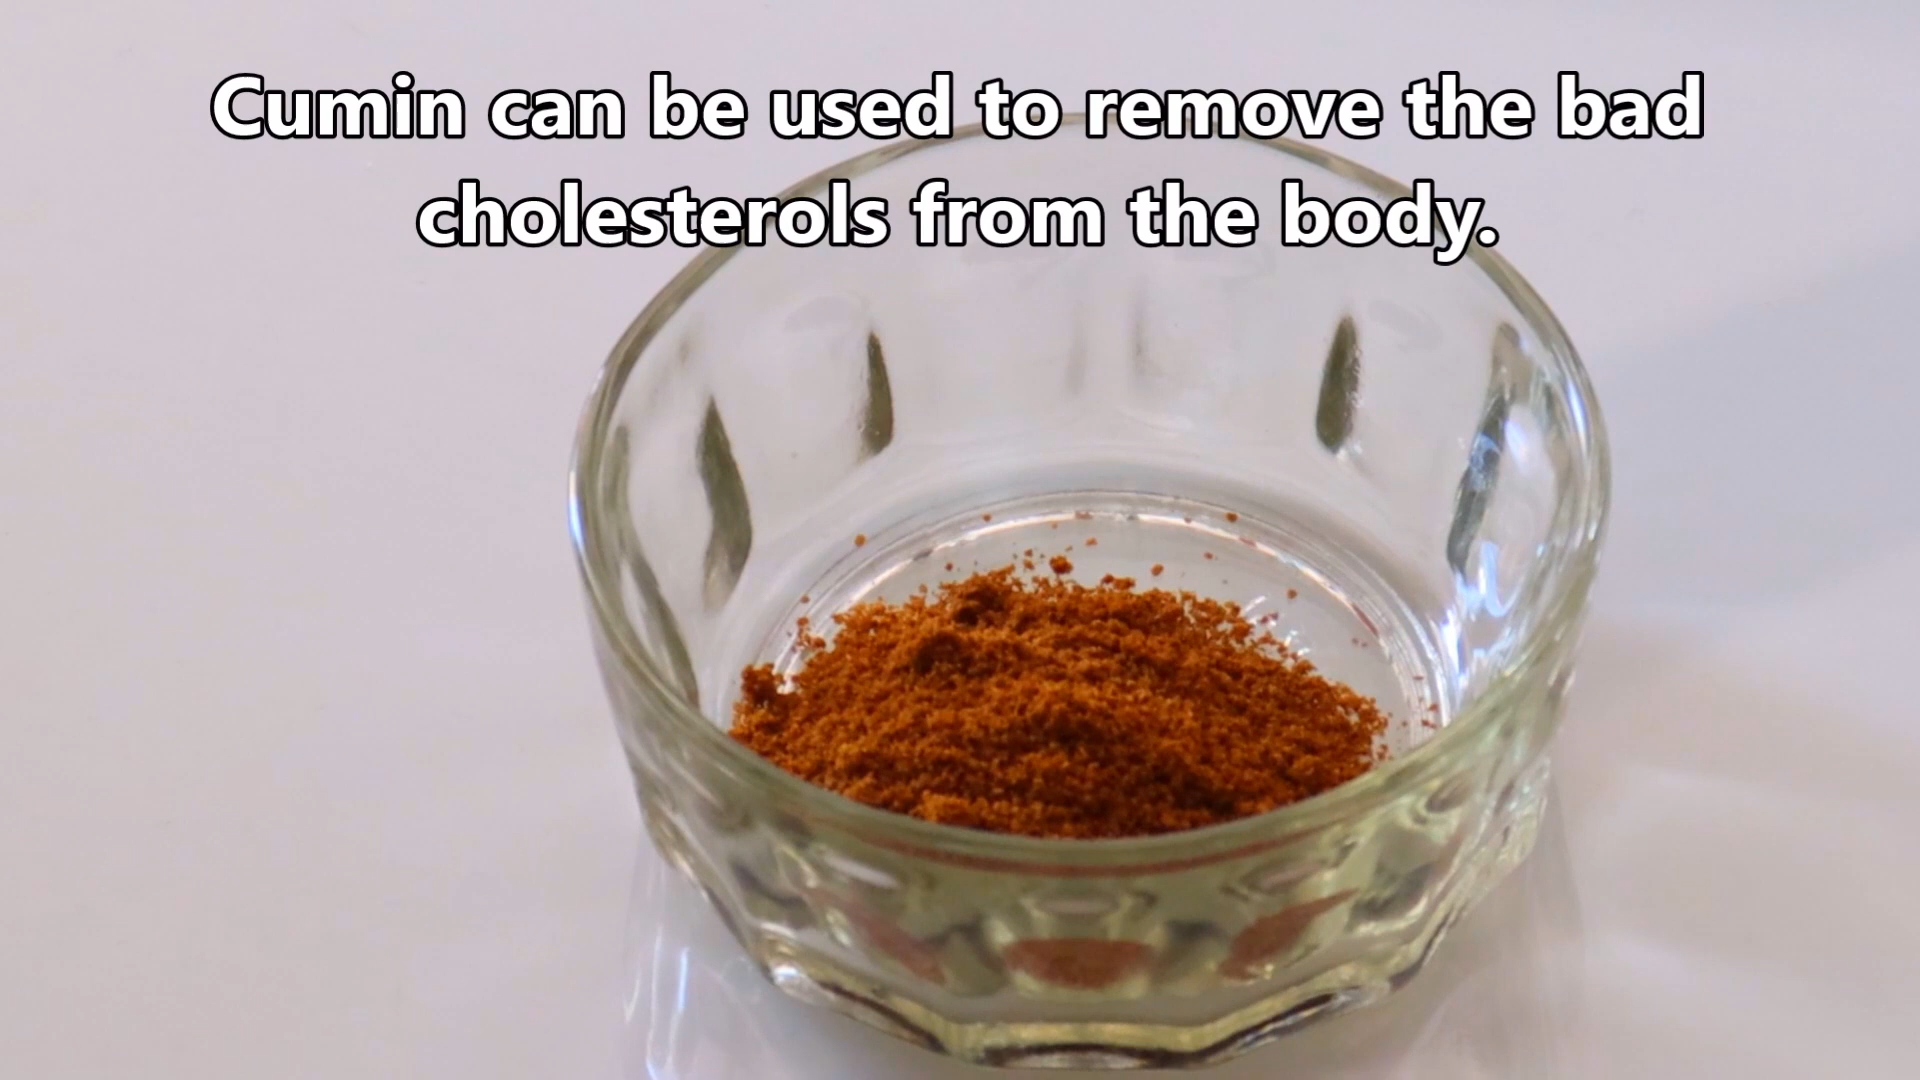 Cumin can be used to remove the bad
cholesterols from the body.